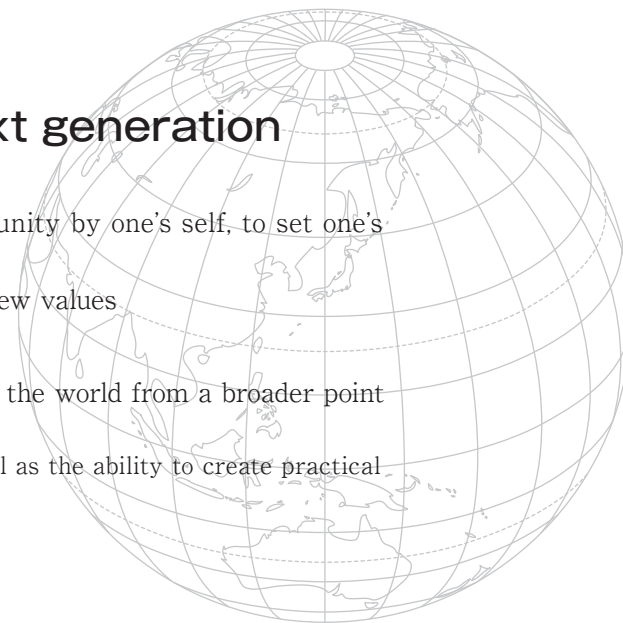 xt generation
unity by one’s self, to set one’s
ew values
the world from a broader point
l as the ability to create practical